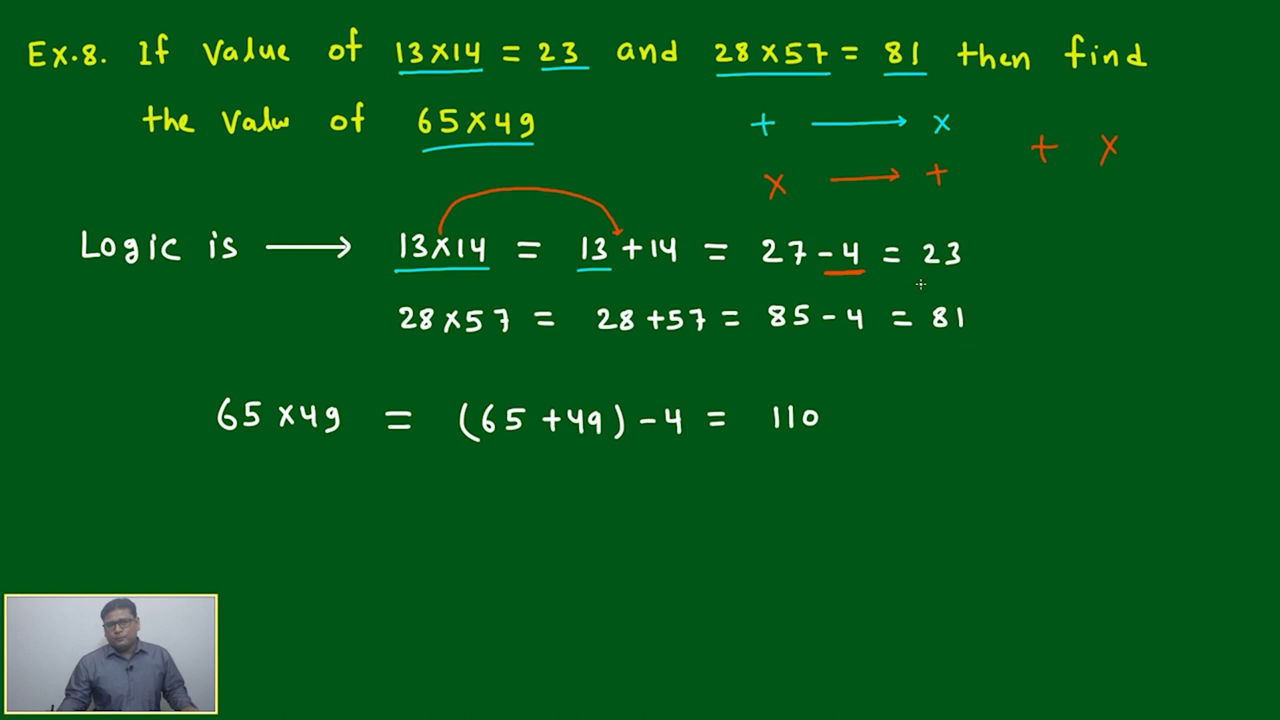 Ex.8. If Value of 13×14 = 23 and 28×57 = 81 then find
the Value of 65×49
+ ⟶ ×
+ ×
× ⟶ +
Logic is ⟶ 13×14 = 13+14 = 27-4 = 23
28×57 = 28+57 = 85-4 = 81
65×49 = (65+49)-4 = 110